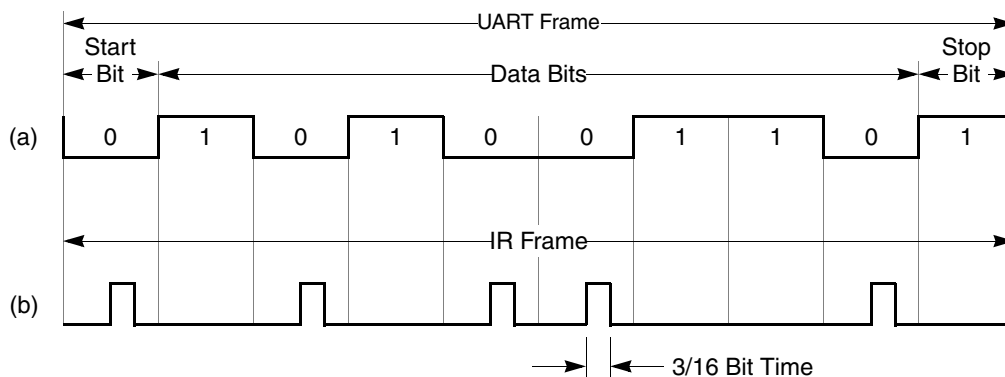 UART Frame
Start Bit
Data Bits
Stop Bit
(a) 0 1 0 1 0 0 1 1 0 1
IR Frame
(b)
3/16 Bit Time